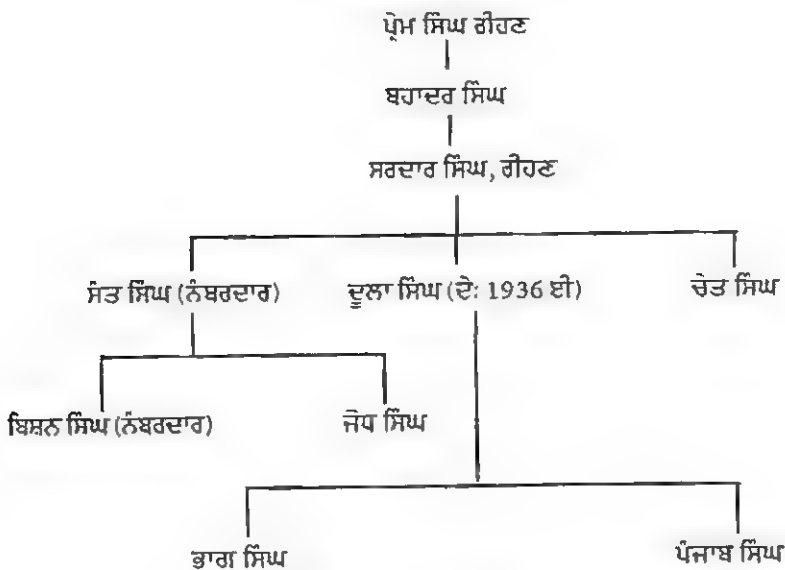 ਪ੍ਰੇਮ ਸਿੰਘ ਰੀਹਣ
ਬਹਾਦਰ ਸਿੰਘ
ਸਰਦਾਰ ਸਿੰਘ, ਰੀਹਣ
ਸੰਤ ਸਿੰਘ (ਨੰਬਰਦਾਰ) ਦੂਲਾ ਸਿੰਘ (ਦੇ: 1936 ਈ) ਚੇਤ ਸਿੰਘ
ਬਿਸ਼ਨ ਸਿੰਘ (ਨੰਬਰਦਾਰ) ਜੋਧ ਸਿੰਘ
ਭਾਗ ਸਿੰਘ ਪੰਜਾਬ ਸਿੰਘ